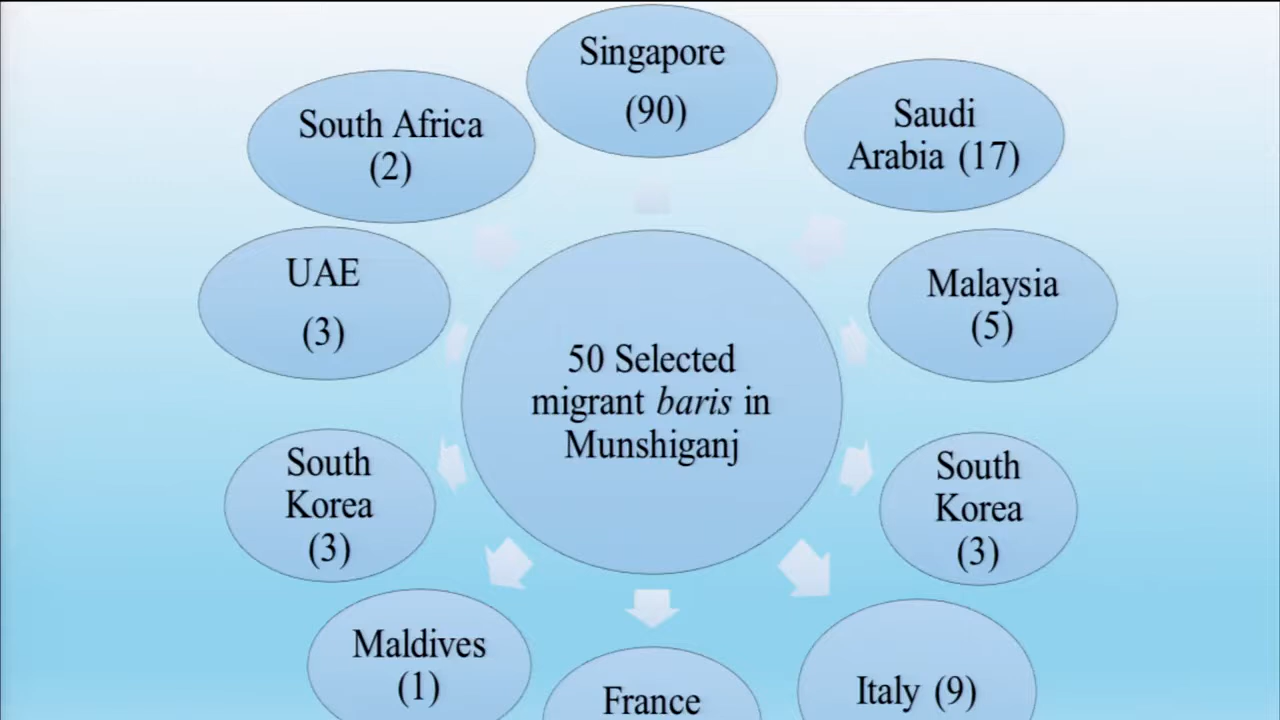 Singapore
(90)
South Africa
(2)
Saudi
Arabia (17)
UAE
(3)
Malaysia
(5)
50 Selected
migrant baris in
Munshiganj
South
Korea
(3)
South
Korea
(3)
Maldives
(1)
France
Italy (9)